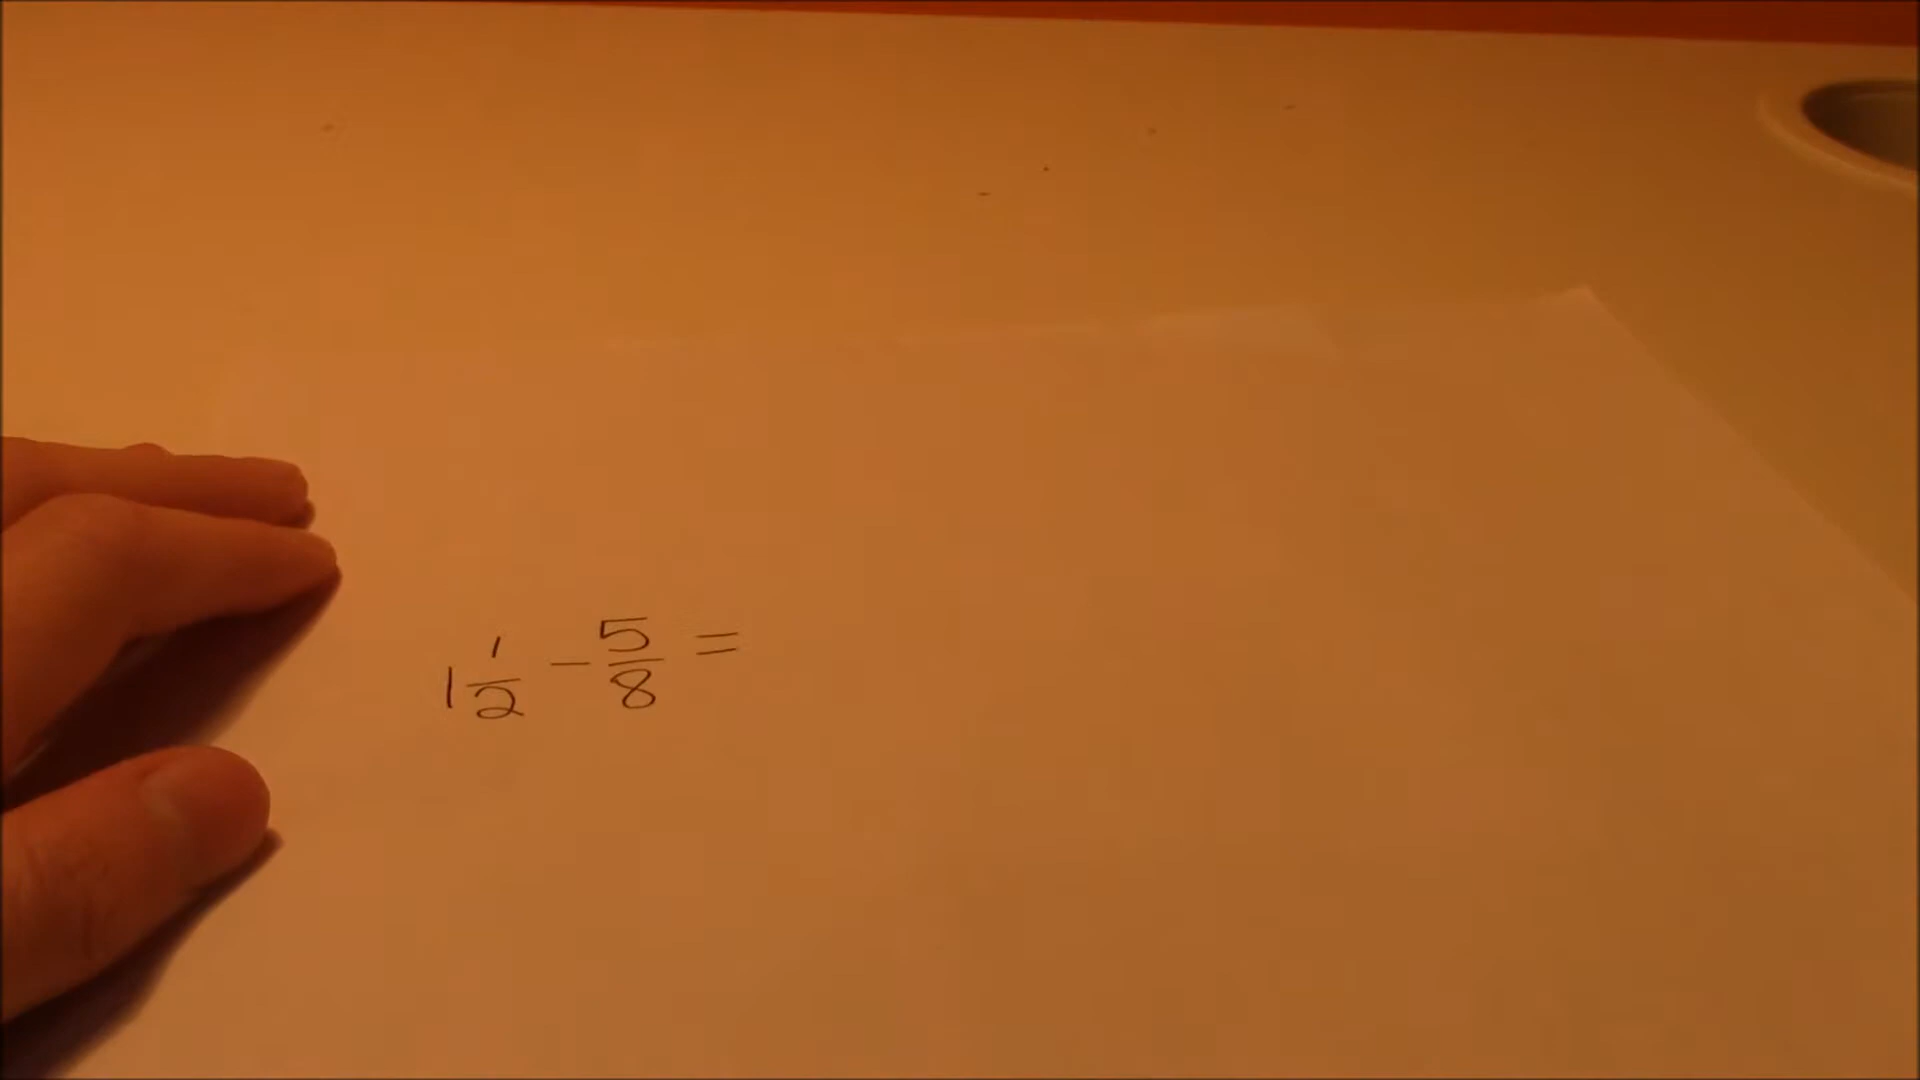 1 1/2 - 5/8 =